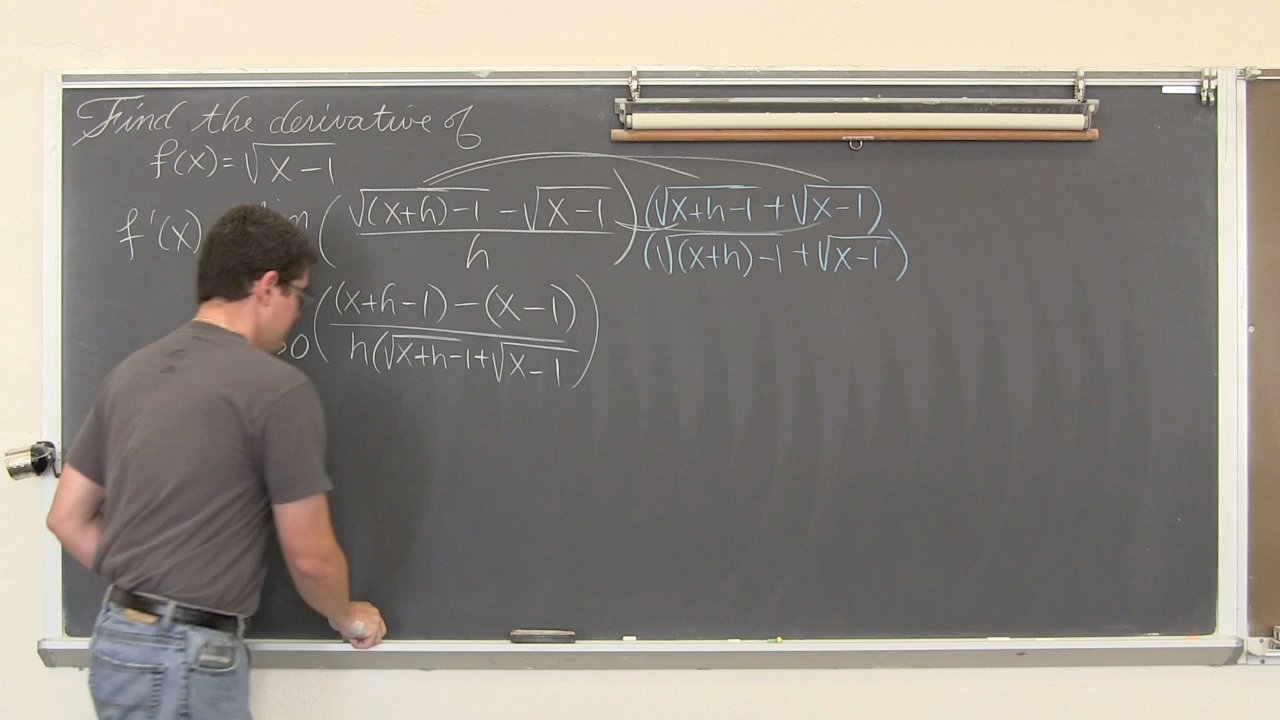 Find the derivative of
f(x) = √x-1
f'(x) (√(x+h)-1 - √x-1 / h) (√x+h-1 + √x-1) / (√(x+h)-1 + √x-1)
((x+h-1) - (x-1) / h(√x+h-1 + √x-1))